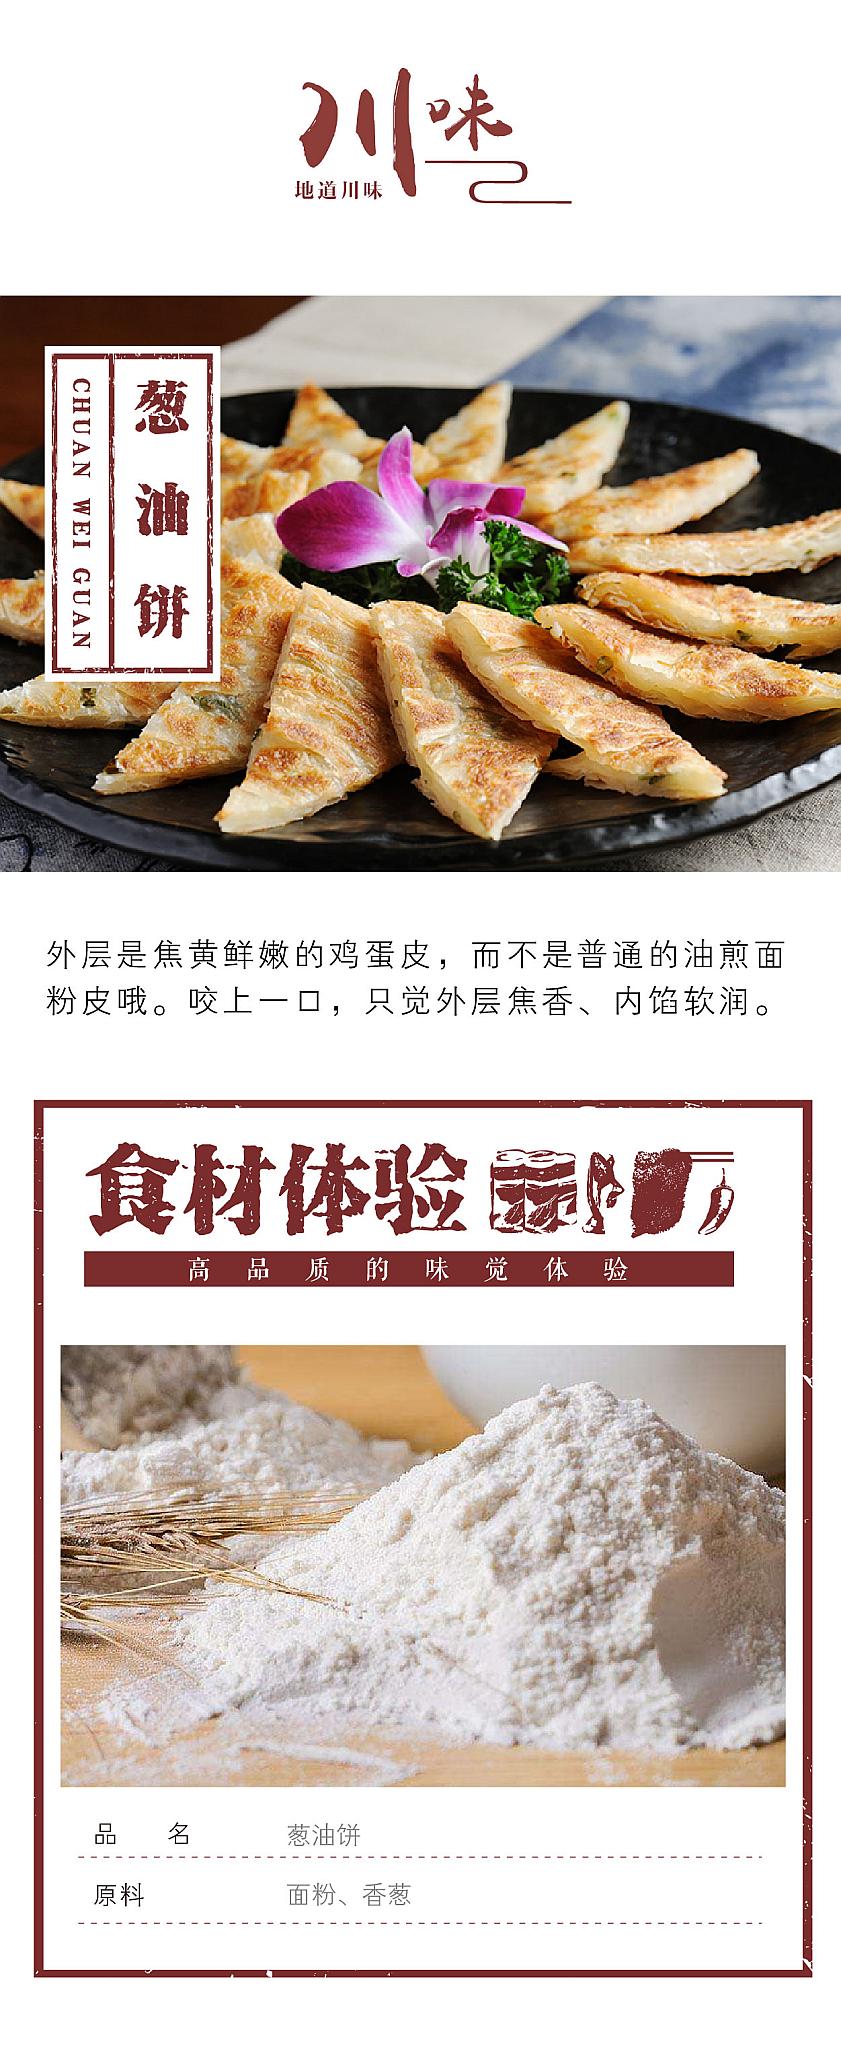 川味
地道川味
葱油饼
CHUAN WEI GUAN
外层是焦黄鲜嫩的鸡蛋皮，而不是普通的油煎面
粉皮哦。咬上一口，只觉外层焦香、内馅软润。
食材体验
高品质的味觉体验
品名 葱油饼
原料 面粉、香葱